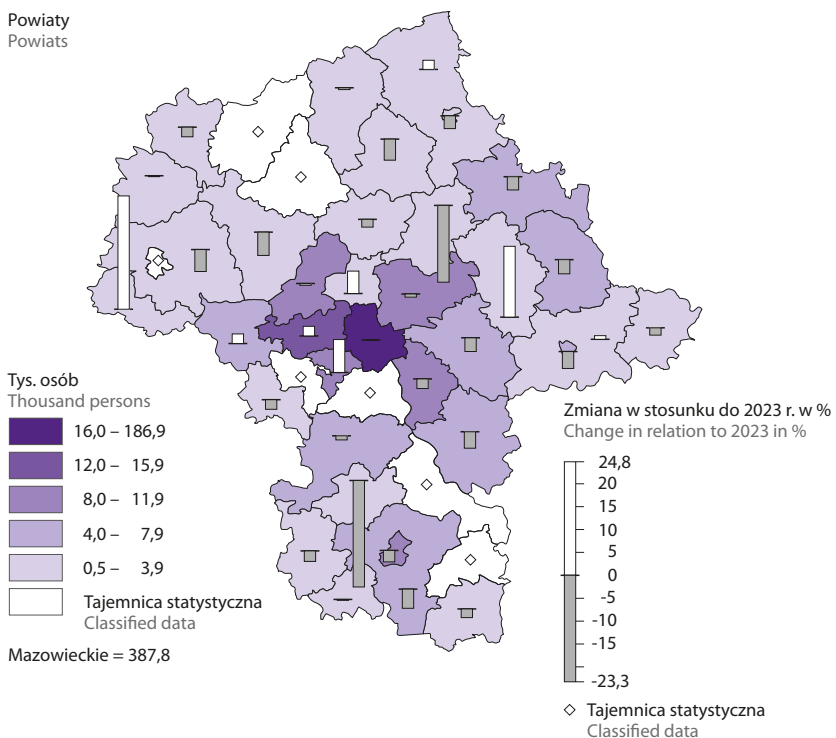 Powiaty
Powiats
Tys. osób
Thousand persons
16,0 – 186,9
12,0 – 15,9
8,0 – 11,9
4,0 – 7,9
0,5 – 3,9
Tajemnica statystyczna
Classified data
Mazowieckie = 387,8
Zmiana w stosunku do 2023 r. w %
Change in relation to 2023 in %
24,8
20
15
10
5
0
-5
-10
-15
-23,3
Tajemnica statystyczna
Classified data